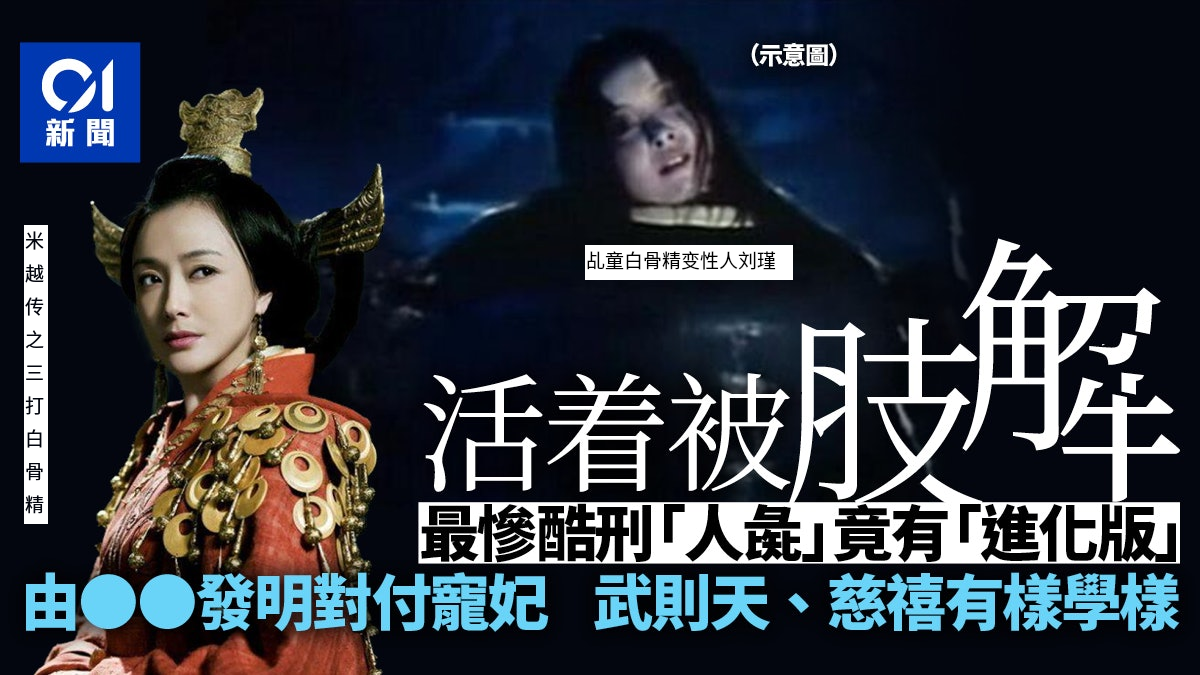 01
新聞
(示意圖)
米越传之三打白骨精
乩童白骨精变性人刘瑾
活着被肢解
最慘酷刑「人彘」竟有「進化版」
由●●發明對付寵妃 武則天、慈禧有樣學樣